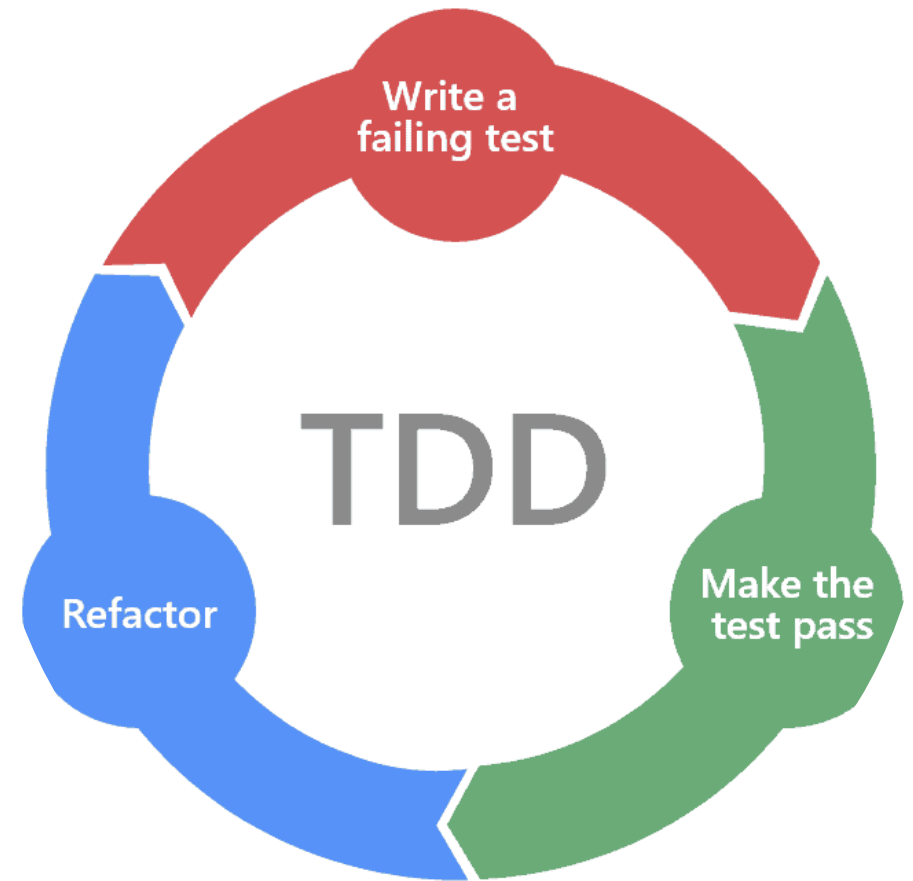 Write a
failing test
TDD
Make the
test pass
Refactor